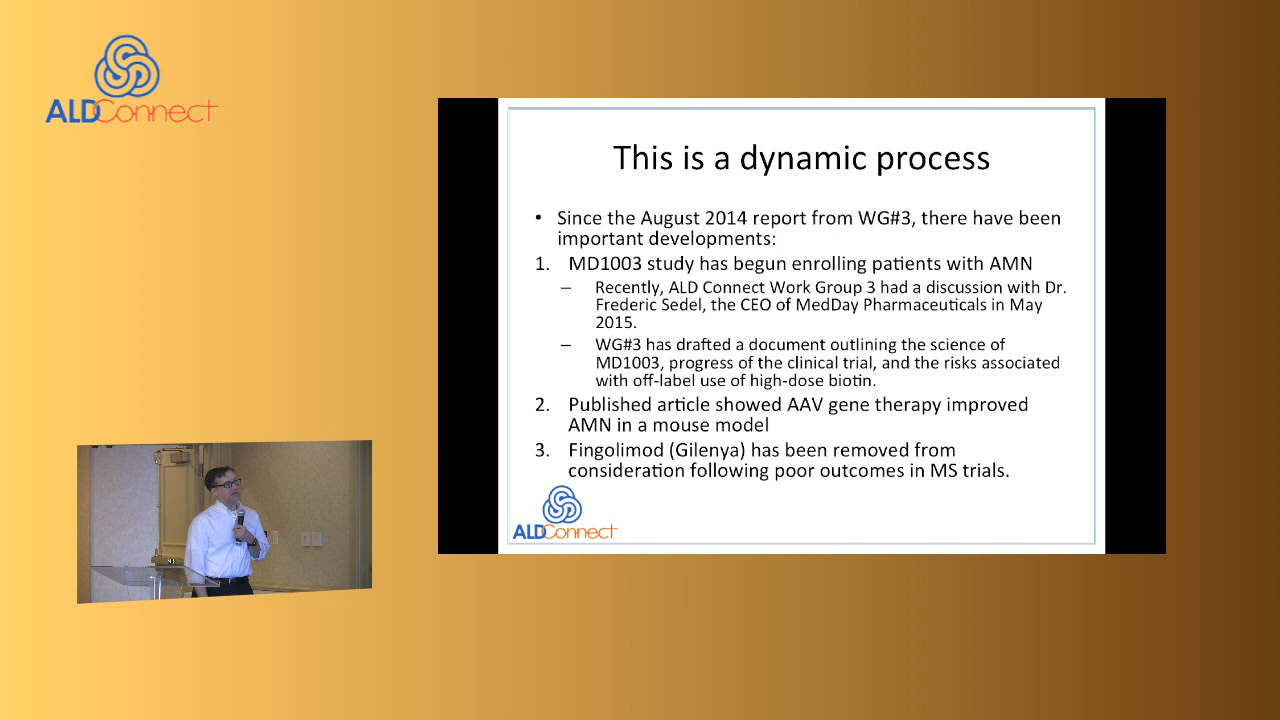 ALDConnect
This is a dynamic process
• Since the August 2014 report from WG#3, there have been
important developments:
1. MD1003 study has begun enrolling patients with AMN
– Recently, ALD Connect Work Group 3 had a discussion with Dr.
Frederic Sedel, the CEO of MedDay Pharmaceuticals in May
2015.
– WG#3 has drafted a document outlining the science of
MD1003, progress of the clinical trial, and the risks associated
with off-label use of high-dose biotin.
2. Published article showed AAV gene therapy improved
AMN in a mouse model
3. Fingolimod (Gilenya) has been removed from
consideration following poor outcomes in MS trials.
ALDConnect